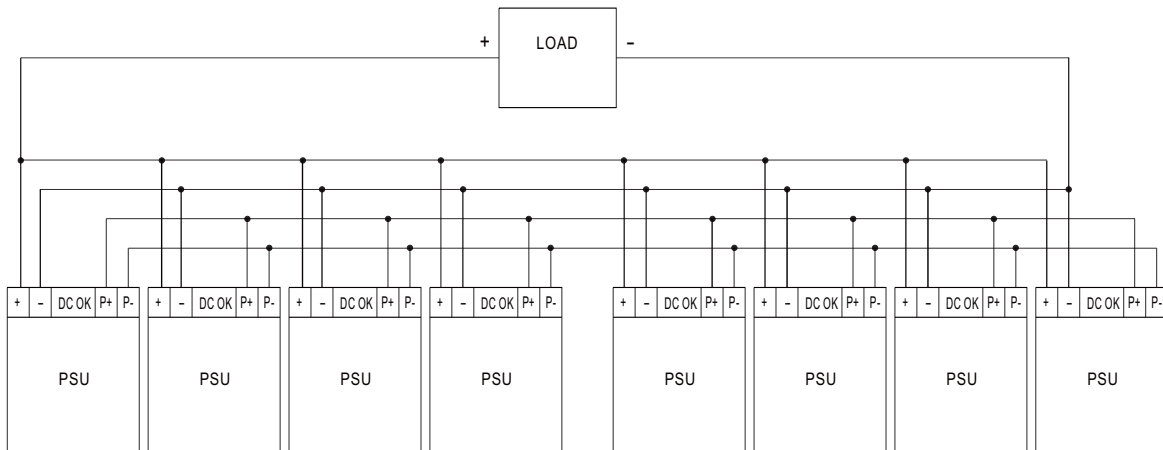 + LOAD –
+ – DC OK P+ P- + – DC OK P+ P- + – DC OK P+ P- + – DC OK P+ P- + – DC OK P+ P- + – DC OK P+ P- + – DC OK P+ P- + – DC OK P+ P-
PSU PSU PSU PSU PSU PSU PSU PSU